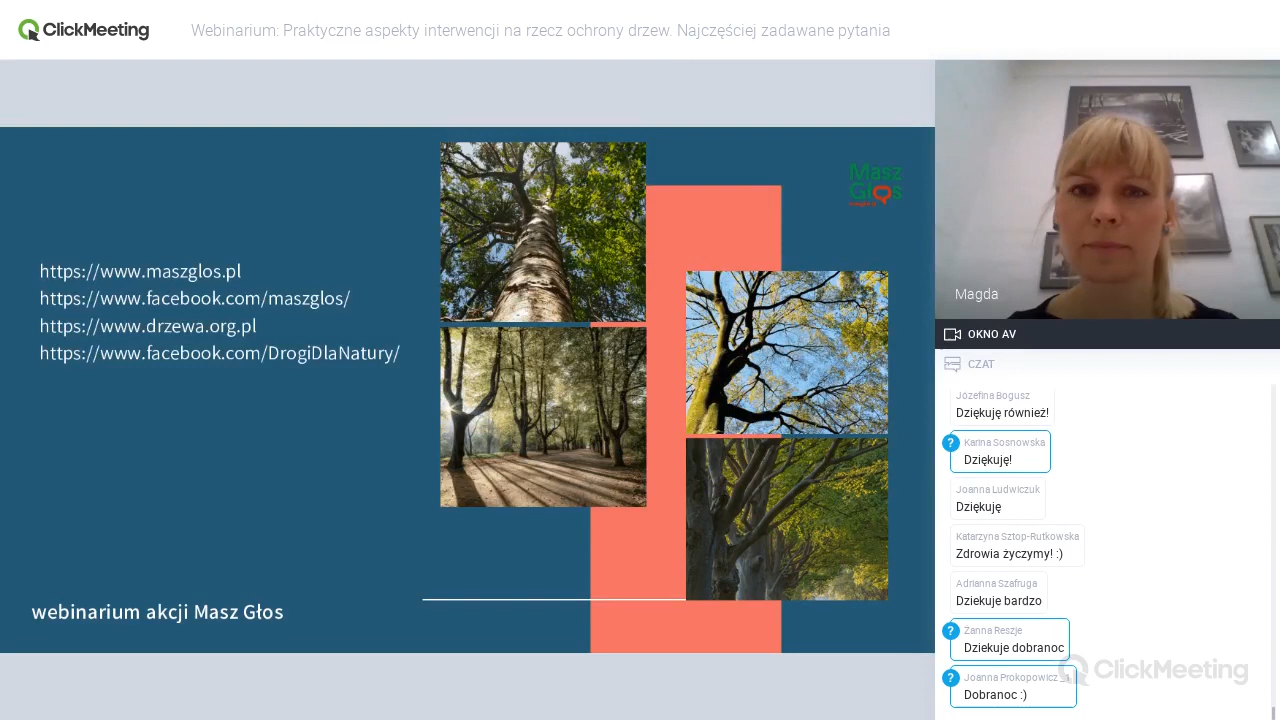 ClickMeeting
Webinarium: Praktyczne aspekty interwencji na rzecz ochrony drzew. Najczęściej zadawane pytania
Masz
Głos
https://www.maszglos.pl
https://www.facebook.com/maszglos/
https://www.drzewa.org.pl
https://www.facebook.com/DrogiDlaNatury/
webinarium akcji Masz Głos
Magda
OKNO AV
CZAT
Józefina Bogusz
Dziękuję również!
?
Karina Sosnowska
Dziękuję!
Joanna Ludwiczuk
Dziękuję
Katarzyna Sztop-Rutkowska
Zdrowia życzymy! :)
Adrianna Szafruga
Dziekuje bardzo
?
Żanna Reszje
Dziekuje dobranoc
?
Joanna Prokopowicz
Dobranoc :)
ClickMeeting